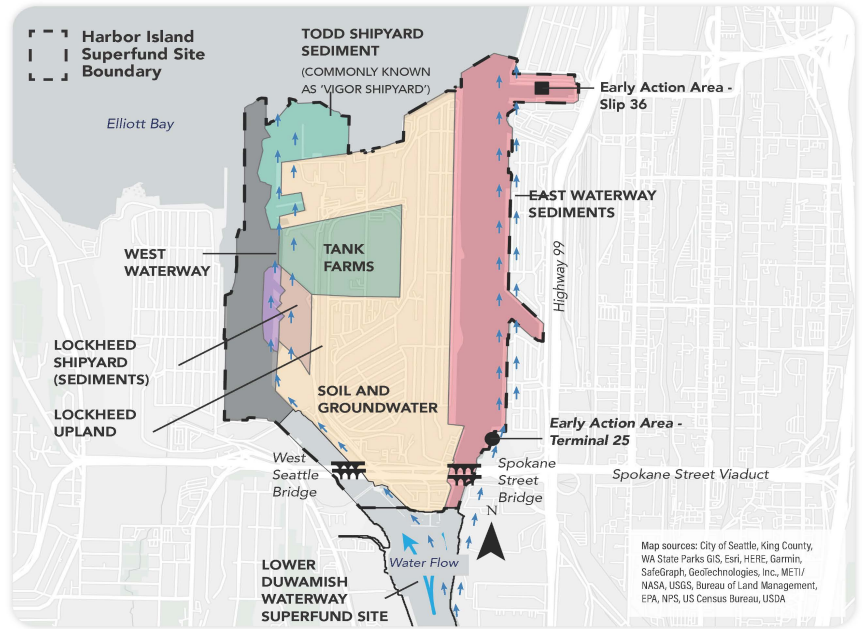 Harbor Island
Superfund Site
Boundary
TODD SHIPYARD
SEDIMENT
(COMMONLY KNOWN
AS 'VIGOR SHIPYARD')
Elliott Bay
Early Action Area -
Slip 36
EAST WATERWAY
SEDIMENTS
WEST
WATERWAY
TANK
FARMS
Highway 99
LOCKHEED
SHIPYARD
(SEDIMENTS)
LOCKHEED
UPLAND
SOIL AND
GROUNDWATER
Early Action Area -
Terminal 25
West
Seattle
Bridge
Spokane
Street
Bridge
Spokane Street Viaduct
N
Water Flow
LOWER
DUWAMISH
WATERWAY
SUPERFUND SITE
Map sources: City of Seattle, King County,
WA State Parks GIS, Esri, HERE, Garmin,
SafeGraph, GeoTechnologies, Inc., METI/
NASA, USGS, Bureau of Land Management,
EPA, NPS, US Census Bureau, USDA